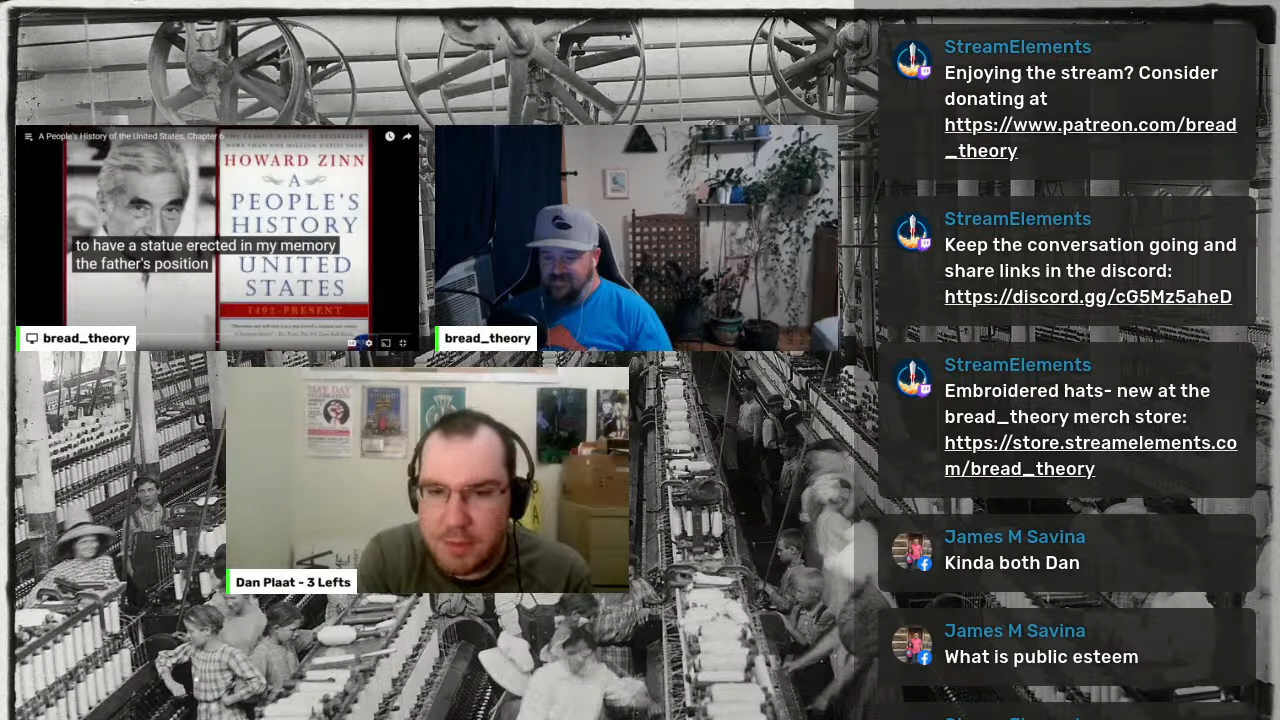 A People's History of the United States, Chapter 6
HOWARD ZINN
A
PEOPLE'S
HISTORY
UNITED
STATES
1492-PRESENT
to have a statue erected in my memory
the father's position
bread_theory
bread_theory
MAY DAY
Dan Plaat - 3 Lefts
StreamElements
Enjoying the stream? Consider
donating at
https://www.patreon.com/bread
_theory
StreamElements
Keep the conversation going and
share links in the discord:
https://discord.gg/cG5Mz5aheD
StreamElements
Embroidered hats- new at the
bread_theory merch store:
https://store.streamelements.co
m/bread_theory
James M Savina
Kinda both Dan
James M Savina
What is public esteem